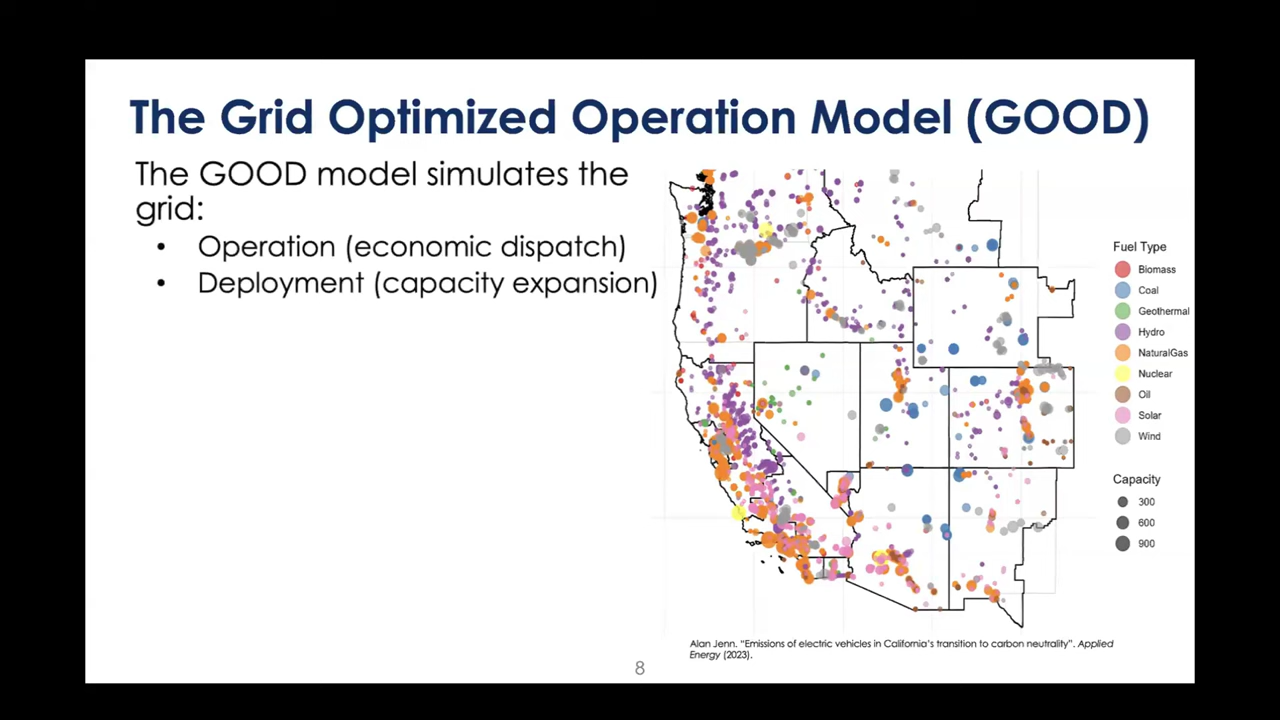 The Grid Optimized Operation Model (GOOD)
The GOOD model simulates the
grid:
• Operation (economic dispatch)
• Deployment (capacity expansion)
Fuel Type
Biomass
Coal
Geothermal
Hydro
NaturalGas
Nuclear
Oil
Solar
Wind
Capacity
300
600
900
Alan Jenn. “Emissions of electric vehicles in California’s transition to carbon neutrality”. Applied
Energy (2023).
8